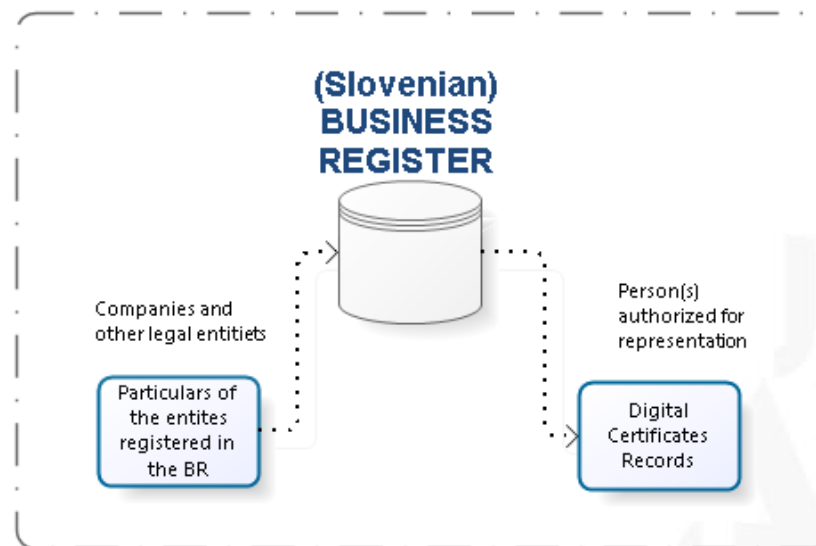 (Slovenian)
BUSINESS
REGISTER
Companies and
other legal entitiets
Particulars of
the entites
registered in
the BR
Person(s)
authorized for
representation
Digital
Certificates
Records